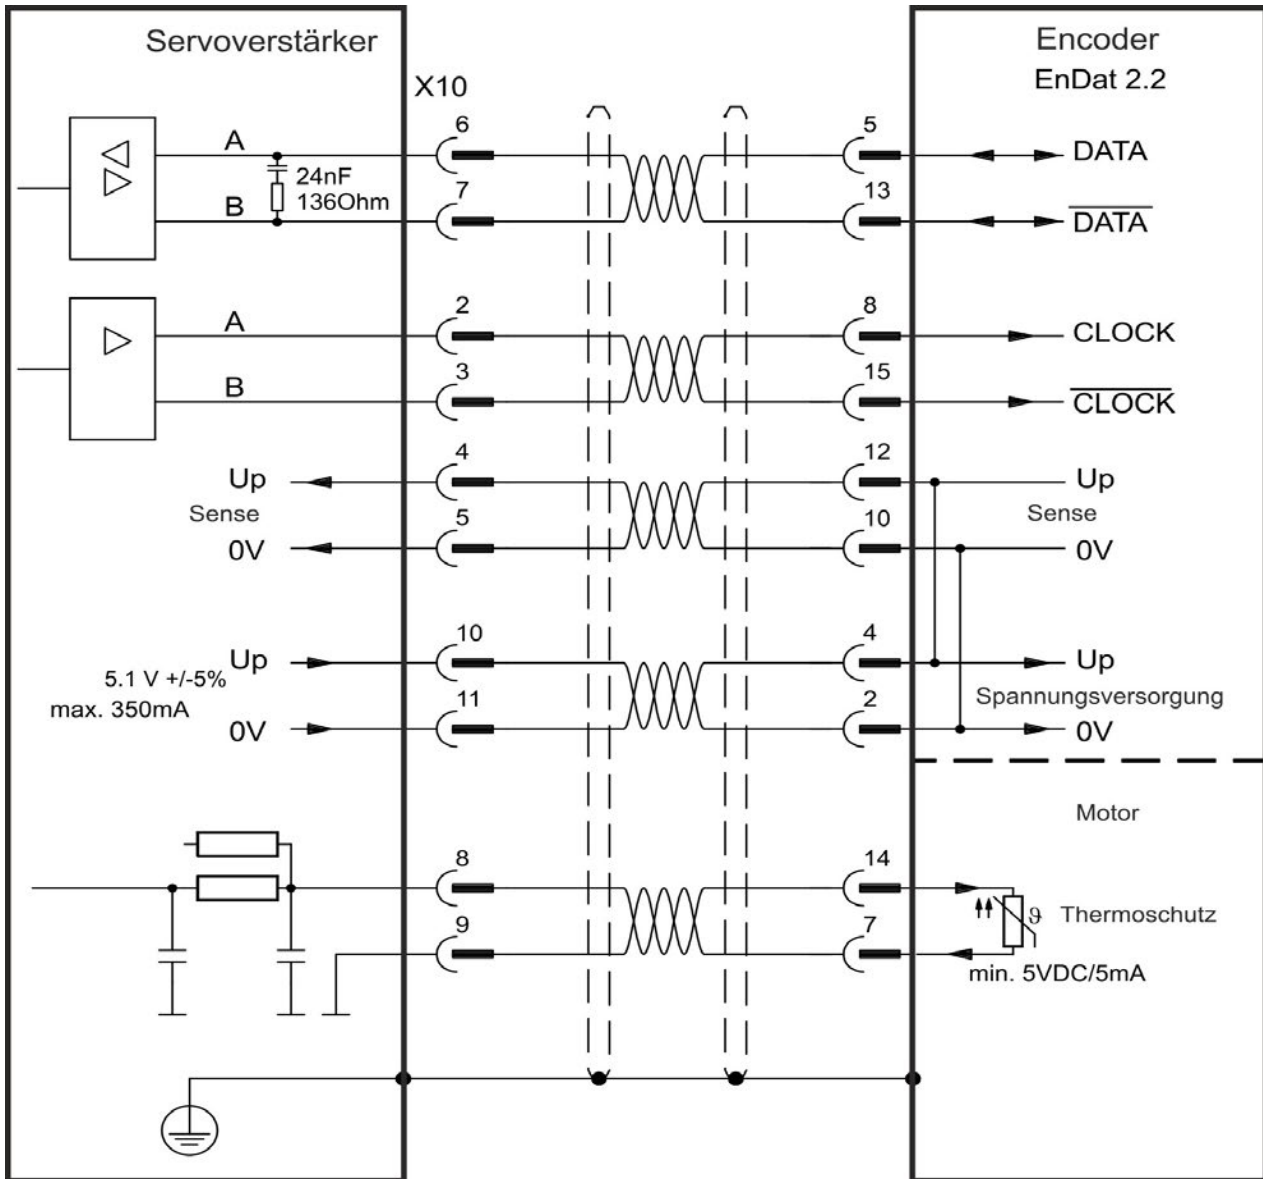 Servoverstärker
Encoder
EnDat 2.2
X10
A
6
5
DATA
24nF
136Ohm
B
7
13
DATA
A
2
8
CLOCK
B
3
15
CLOCK
Up
4
12
Up
Sense
Sense
0V
5
10
0V
Up
10
4
Up
5.1 V +/-5%
max. 350mA
Spannungsversorgung
0V
11
2
0V
Motor
8
14
ϑ
Thermoschutz
9
7
min. 5VDC/5mA